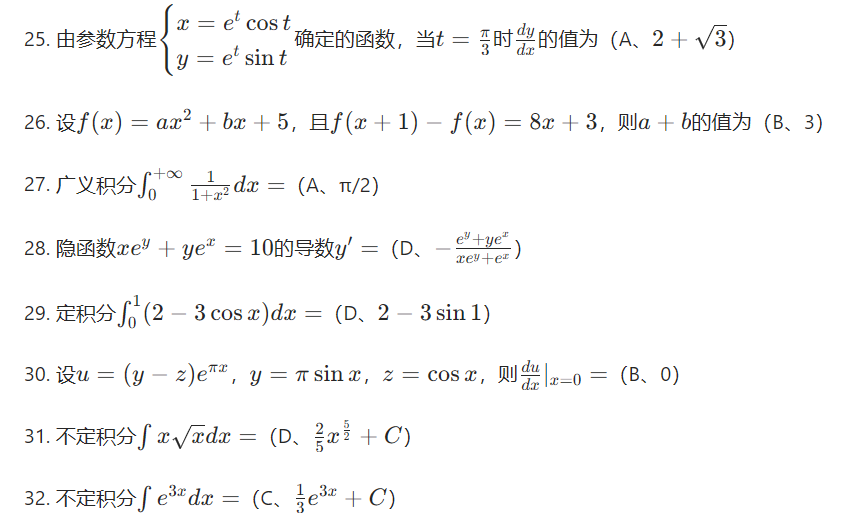 25. 由参数方程{x = e^t cos t, y = e^t sin t 确定的函数，当t = π/3时dy/dx的值为（A、2 + √3）
26. 设f(x) = ax² + bx + 5，且f(x + 1) − f(x) = 8x + 3，则a + b的值为（B、3）
27. 广义积分∫₀^{+∞} 1/(1+x²) dx =（A、π/2）
28. 隐函数xe^y + ye^x = 10的导数y′ =（D、−(e^y+ye^x)/(xe^y+e^x)）
29. 定积分∫₀¹(2 − 3 cos x)dx =（D、2 − 3 sin 1）
30. 设u = (y − z)e^{πx}，y = π sin x，z = cos x，则du/dx|ₓ₌₀ =（B、0）
31. 不定积分∫ x√x dx =（D、2/5 x^{5/2} + C）
32. 不定积分∫ e^{3x} dx =（C、1/3 e^{3x} + C）